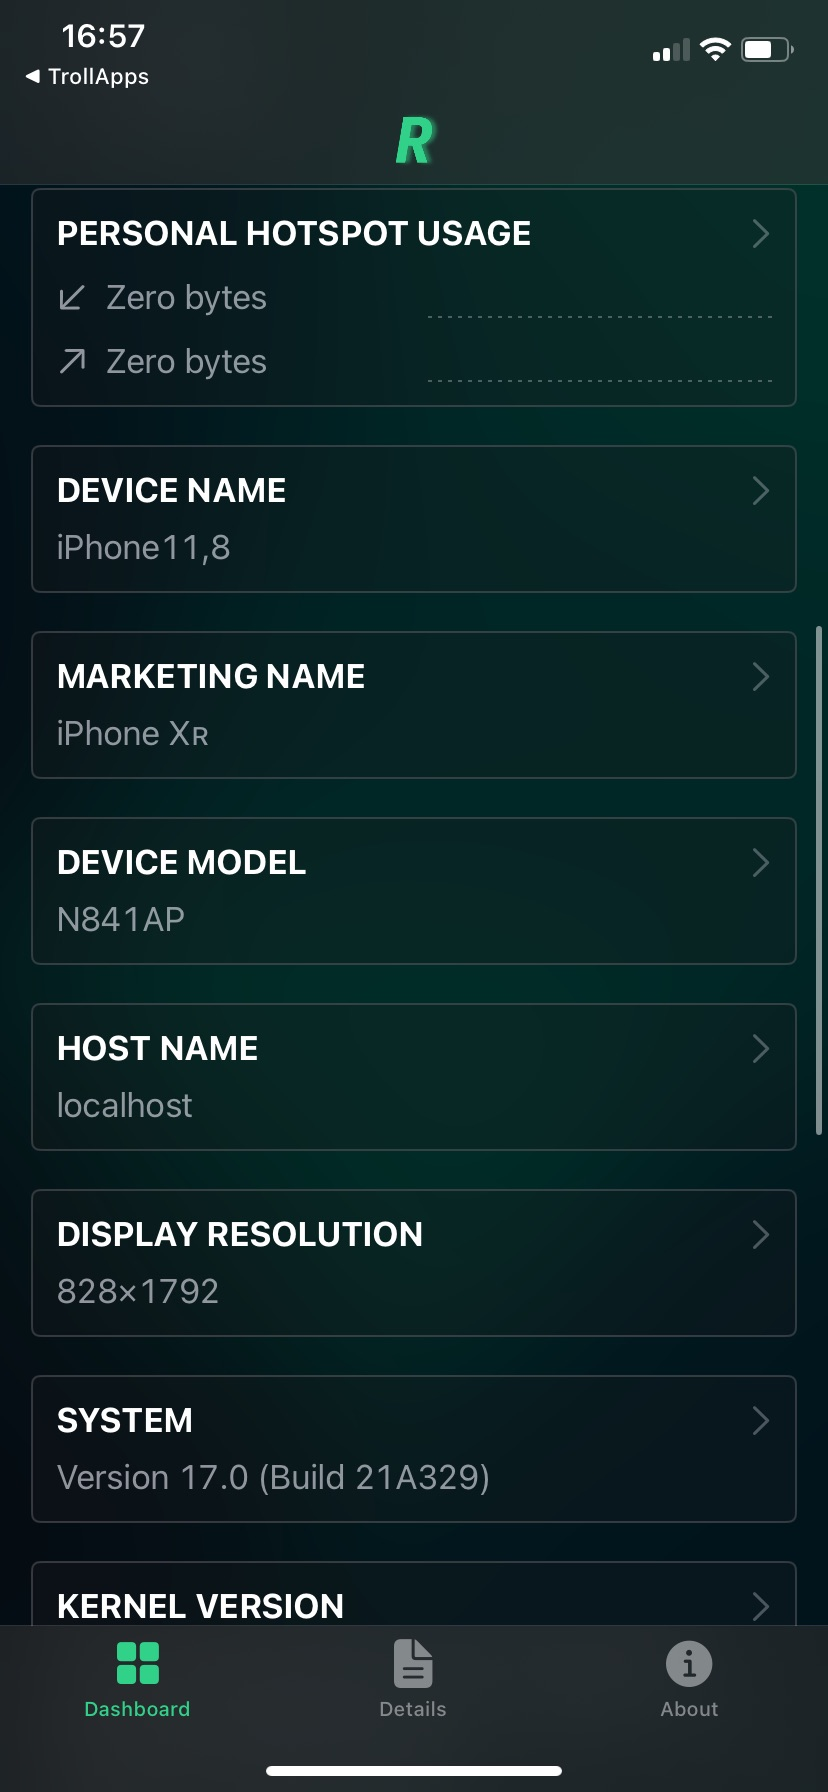 16:57
◀ TrollApps
R
PERSONAL HOTSPOT USAGE
Zero bytes
Zero bytes
DEVICE NAME
iPhone11,8
MARKETING NAME
iPhone Xʀ
DEVICE MODEL
N841AP
HOST NAME
localhost
DISPLAY RESOLUTION
828×1792
SYSTEM
Version 17.0 (Build 21A329)
KERNEL VERSION
Dashboard
Details
About